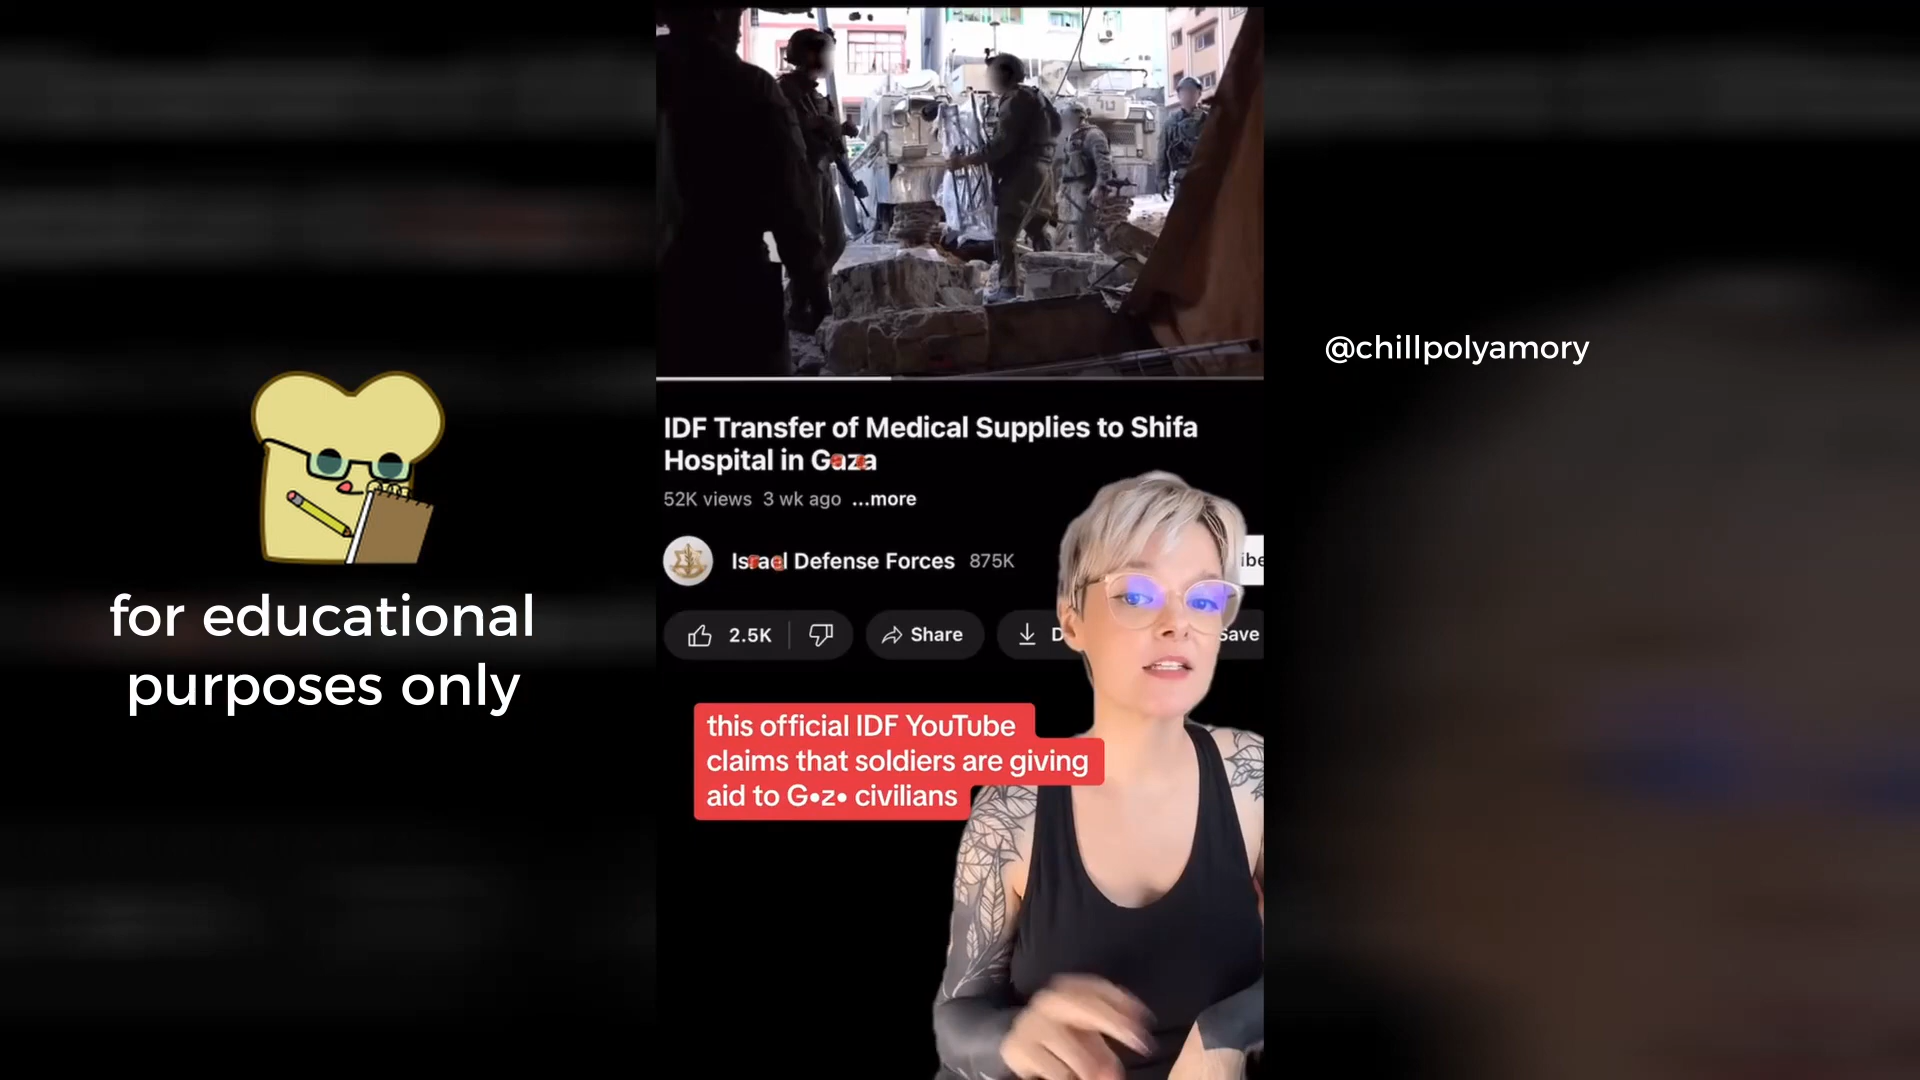 IDF Transfer of Medical Supplies to Shifa
Hospital in Gaza
52K views 3 wk ago ...more
Israel Defense Forces 875K
2.5K
Share
Save
this official IDF YouTube
claims that soldiers are giving
aid to G•z• civilians
for educational
purposes only
@chillpolyamory